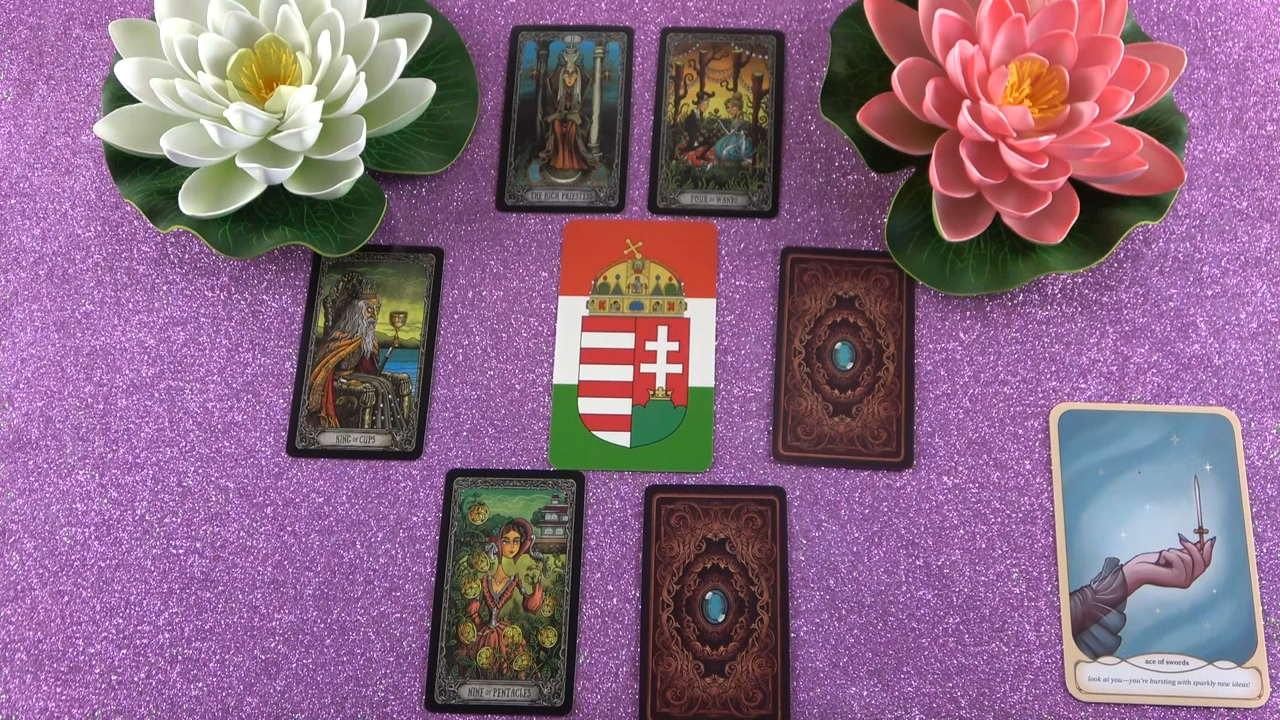 THE HIGH PRIESTESS
FOUR OF WANDS
KING OF CUPS
NINE OF PENTACLES
ace of swords
look at you—you're bursting with sparkly new ideas!